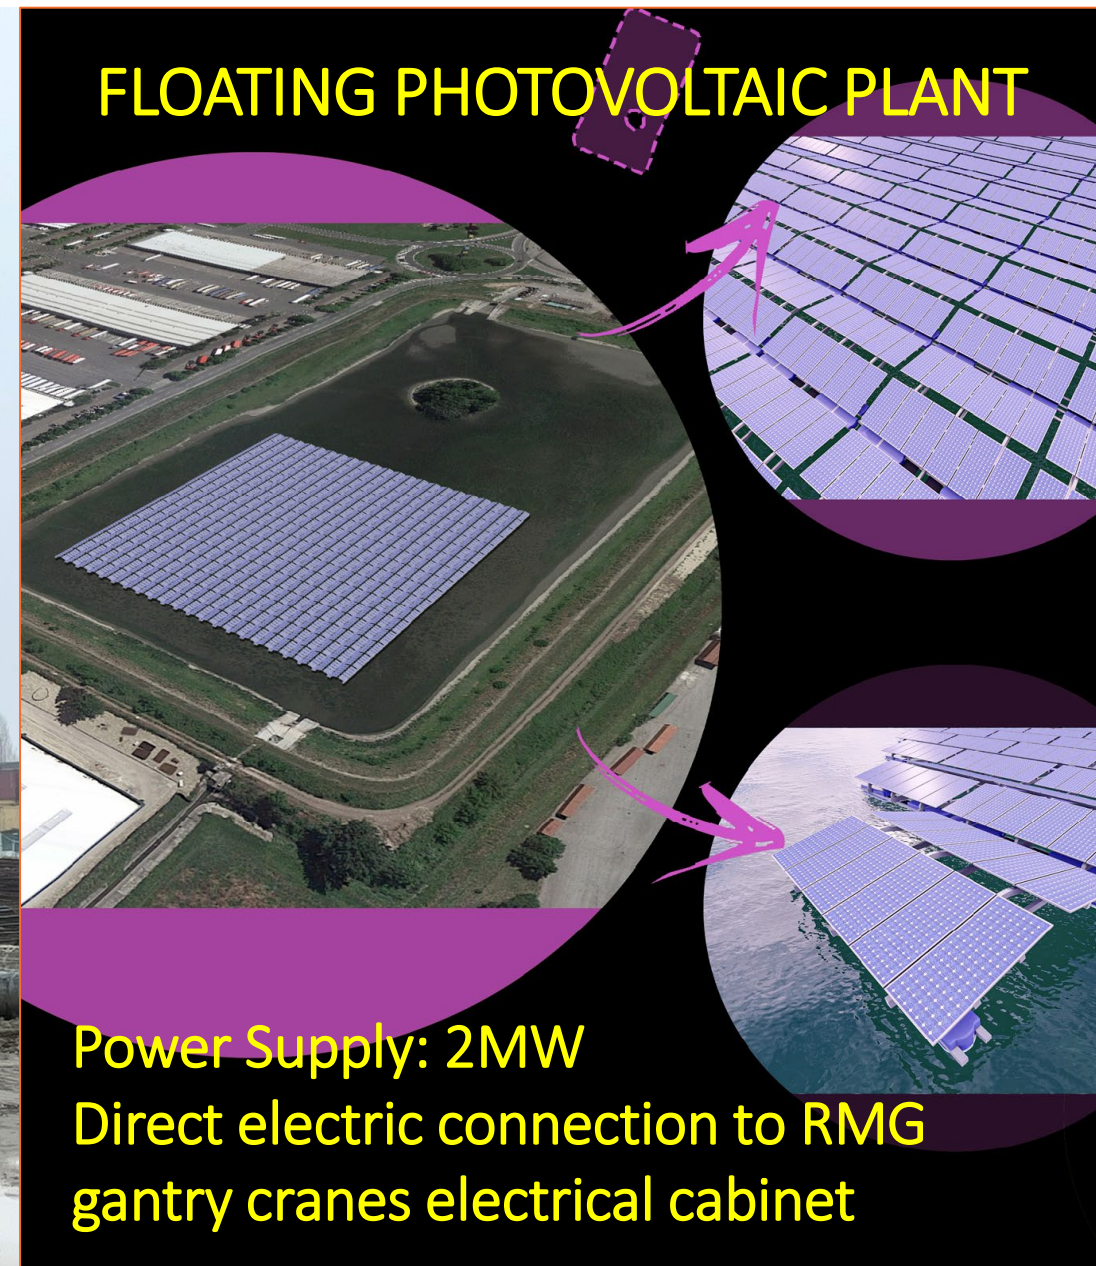 FLOATING PHOTOVOLTAIC PLANT
Power Supply: 2MW
Direct electric connection to RMG
gantry cranes electrical cabinet